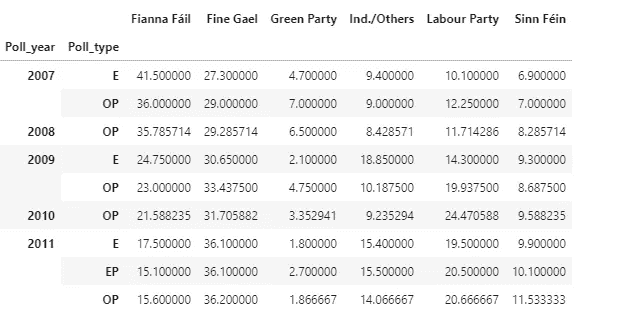 Fianna Fáil Fine Gael Green Party Ind./Others Labour Party Sinn Féin
Poll_year Poll_type
2007 E 41.500000 27.300000 4.700000 9.400000 10.100000 6.900000
OP 36.000000 29.000000 7.000000 9.000000 12.250000 7.000000
2008 OP 35.785714 29.285714 6.500000 8.428571 11.714286 8.285714
2009 E 24.750000 30.650000 2.100000 18.850000 14.300000 9.300000
OP 23.000000 33.437500 4.750000 10.187500 19.937500 8.687500
2010 OP 21.588235 31.705882 3.352941 9.235294 24.470588 9.588235
2011 E 17.500000 36.100000 1.800000 15.400000 19.500000 9.900000
EP 15.100000 36.100000 2.700000 15.500000 20.500000 10.100000
OP 15.600000 36.200000 1.866667 14.066667 20.666667 11.533333